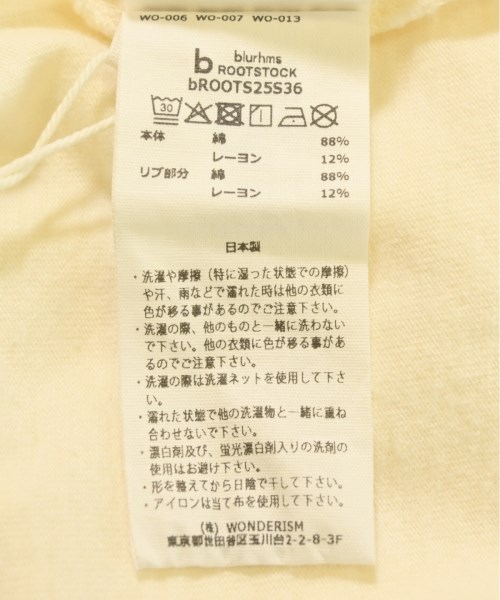 WO-006 WO-007 WO-013
b blurhms
ROOTSTOCK
bROOTS25S36
30
本体 綿 88%
レーヨン 12%
リブ部分 綿 88%
レーヨン 12%
日本製
・洗濯や摩擦（特に湿った状態での摩擦）
や汗、雨などで濡れた時は他の衣類に
色が移る事があるのでご注意下さい。
・洗濯の際、他のものと一緒に洗わない
で下さい。他の衣類に色が移る事があ
るのでご注意下さい。
・洗濯の際は洗濯ネットを使用して下さ
い。
・濡れた状態で他の洗濯物と一緒に重ね
合わせないで下さい。
・漂白剤及び、蛍光漂白剤入りの洗剤の
使用はお避け下さい。
・形を整えてから日陰で干して下さい。
・アイロンは当て布を使用して下さい。
(株) WONDERISM
東京都世田谷区玉川台2-2-8-3F